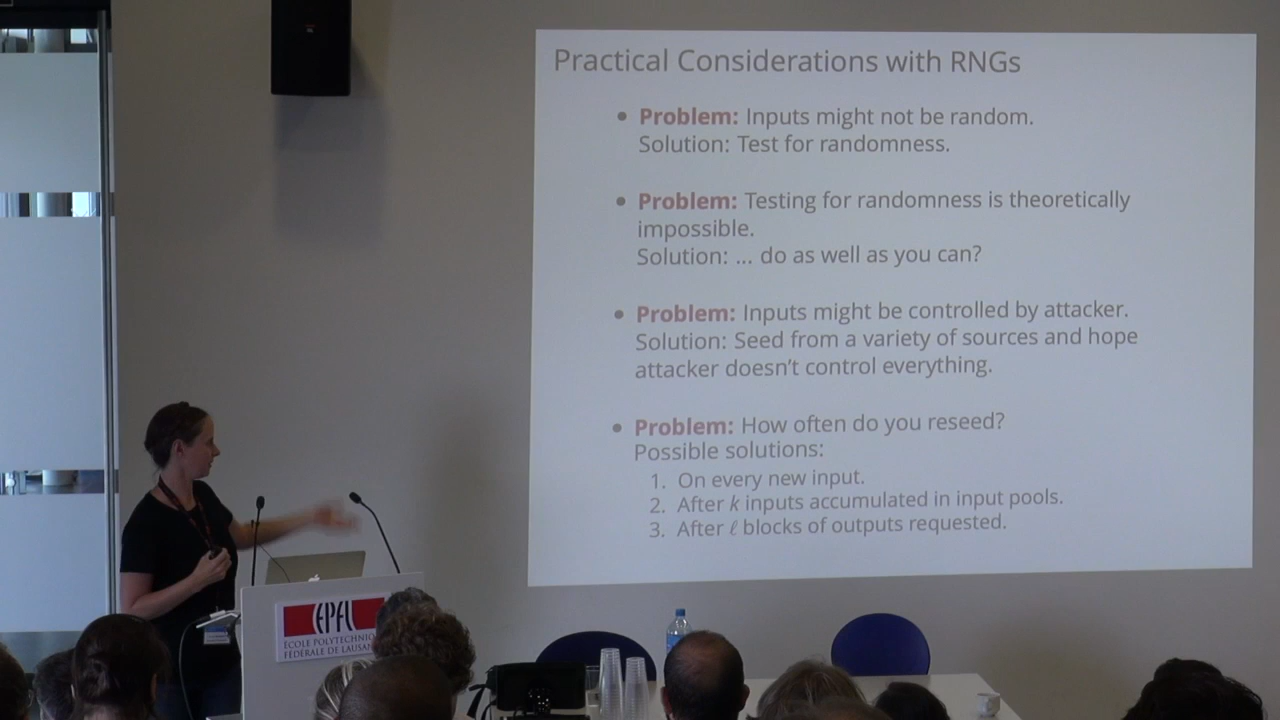 Practical Considerations with RNGs
• Problem: Inputs might not be random.
Solution: Test for randomness.
• Problem: Testing for randomness is theoretically
impossible.
Solution: ... do as well as you can?
• Problem: Inputs might be controlled by attacker.
Solution: Seed from a variety of sources and hope
attacker doesn't control everything.
• Problem: How often do you reseed?
Possible solutions:
1. On every new input.
2. After k inputs accumulated in input pools.
3. After ℓ blocks of outputs requested.
EPFL
ÉCOLE POLYTECHNIQ
FÉDÉRALE DE LAUSAN